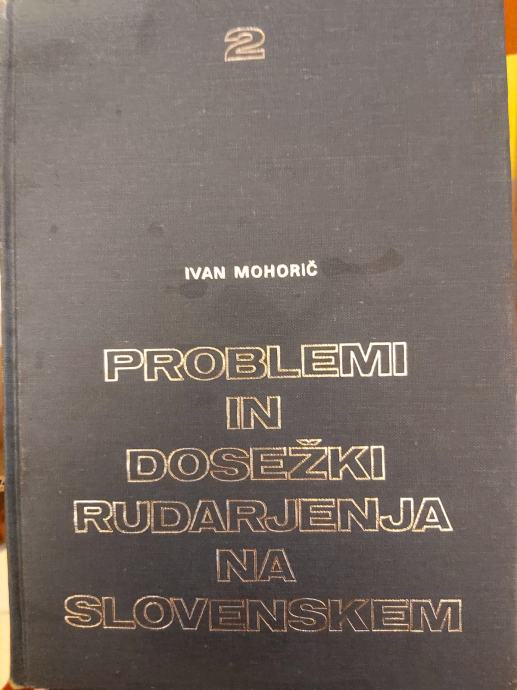 2
IVAN MOHORIČ
PROBLEMI
IN
DOSEŽKI
RUDARJENJA
NA
SLOVENSKEM